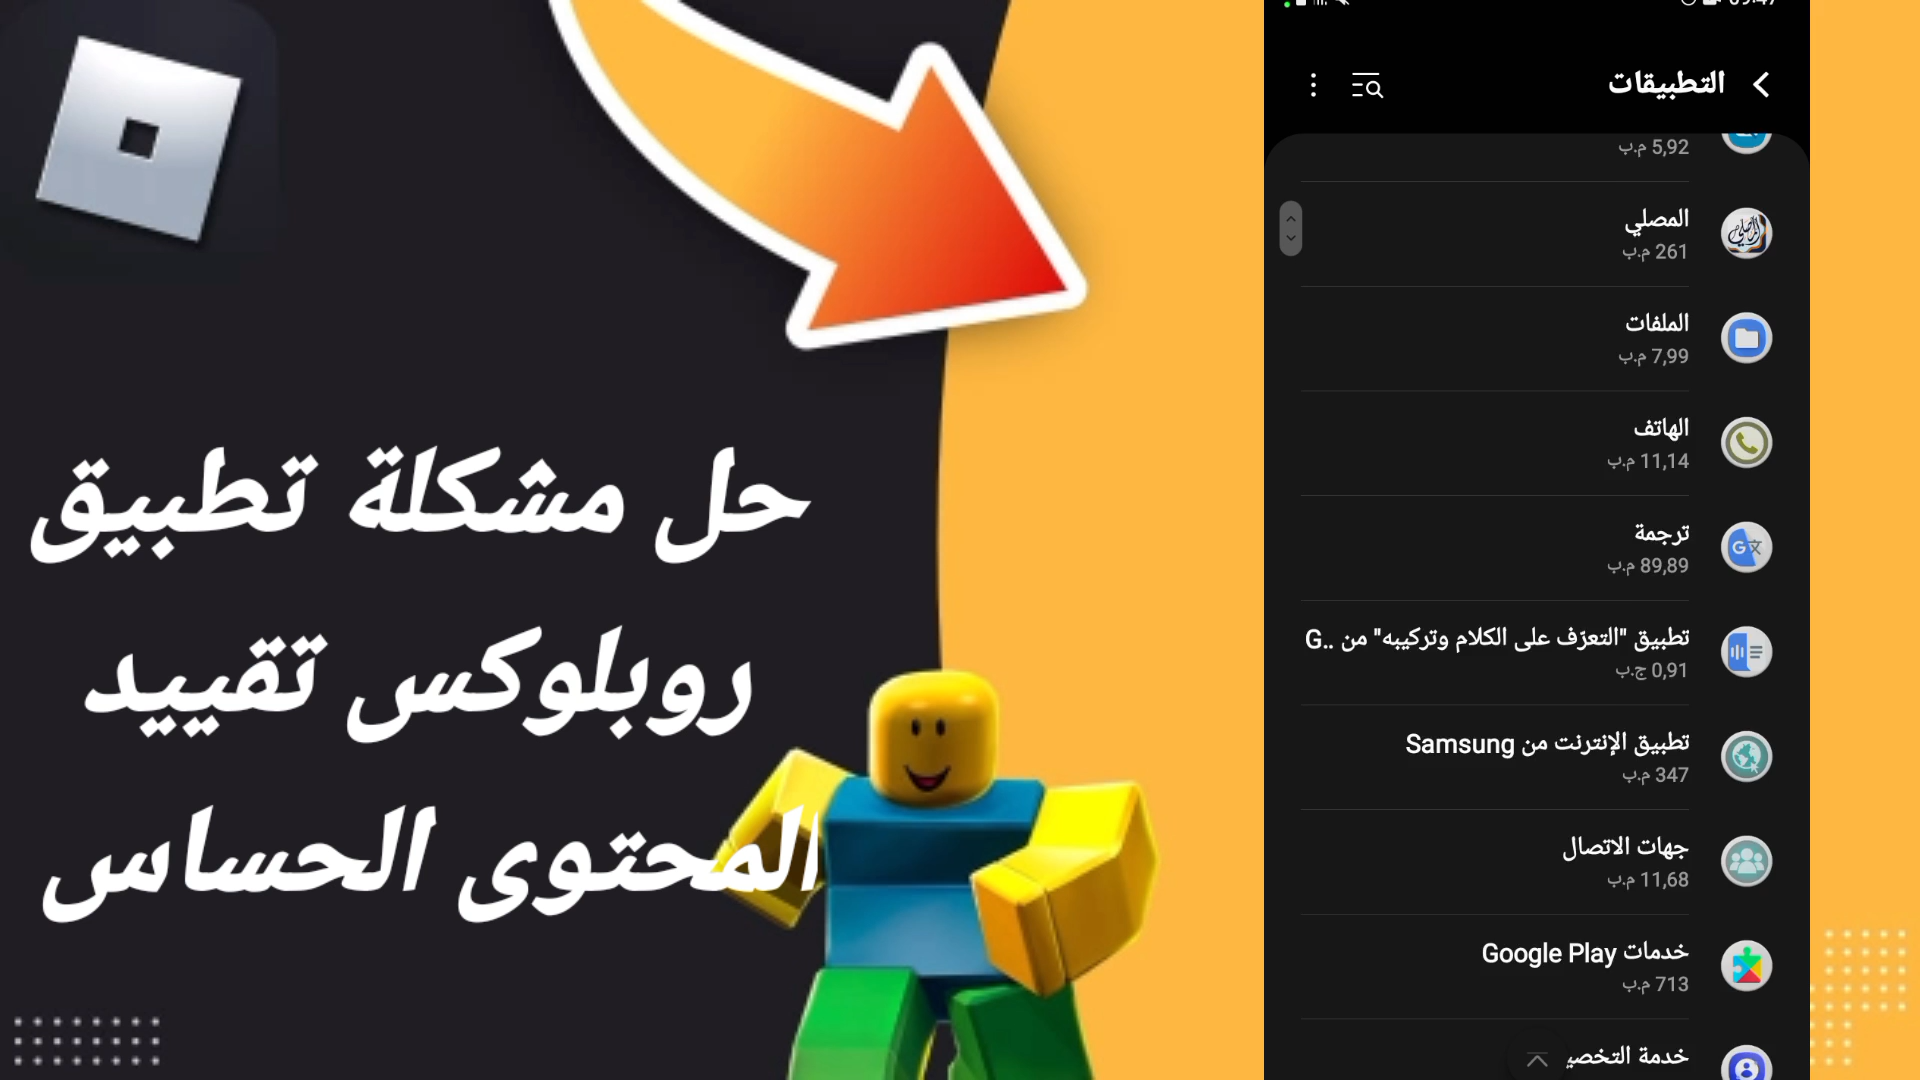 حل مشكلة تطبيق
روبلوكس تقييد
المحتوى الحساس
التطبيقات
5,92 م.ب
المصلي
261 م.ب
الملفات
7,99 م.ب
الهاتف
11,14 م.ب
ترجمة
89,89 م.ب
تطبيق "التعرّف على الكلام وتركيبه" من G..
0,91 ج.ب
تطبيق الإنترنت من Samsung
347 م.ب
جهات الاتصال
11,68 م.ب
خدمات Google Play
713 م.ب
خدمة